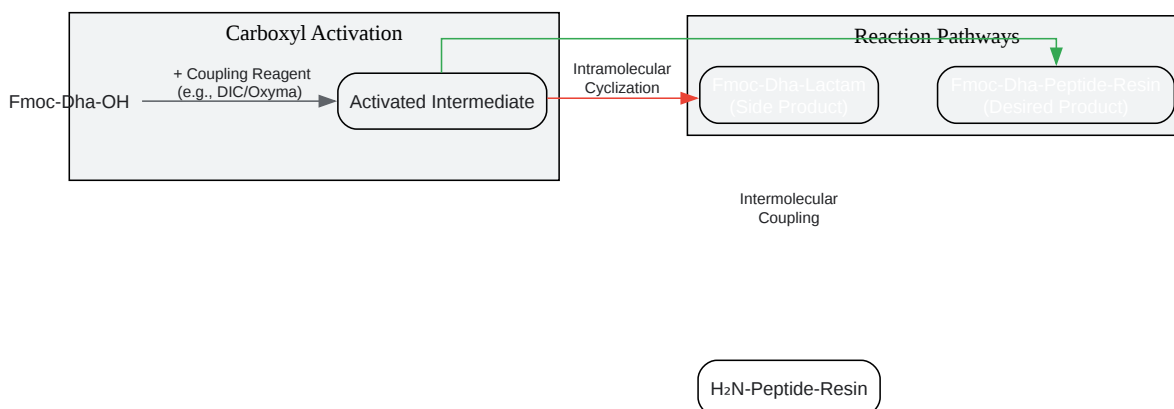 Carboxyl Activation
Reaction Pathways
Fmoc-Dha-OH
+ Coupling Reagent
(e.g., DIC/Oxyma)
Activated Intermediate
Intramolecular
Cyclization
Fmoc-Dha-Lactam
(Side Product)
Fmoc-Dha-Peptide-Resin
(Desired Product)
Intermolecular
Coupling
H₂N-Peptide-Resin